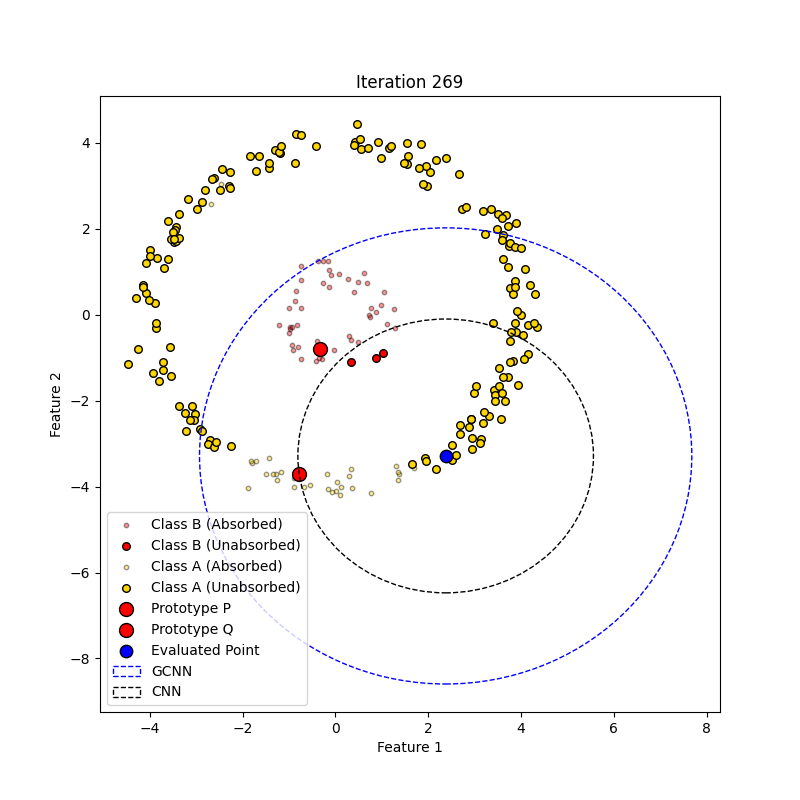 Iteration 269
4
2
0
−2
−4
−6
−8
Feature 2
Class B (Absorbed)
Class B (Unabsorbed)
Class A (Absorbed)
Class A (Unabsorbed)
Prototype P
Prototype Q
Evaluated Point
GCNN
CNN
−4 −2 0 2 4 6 8
Feature 1